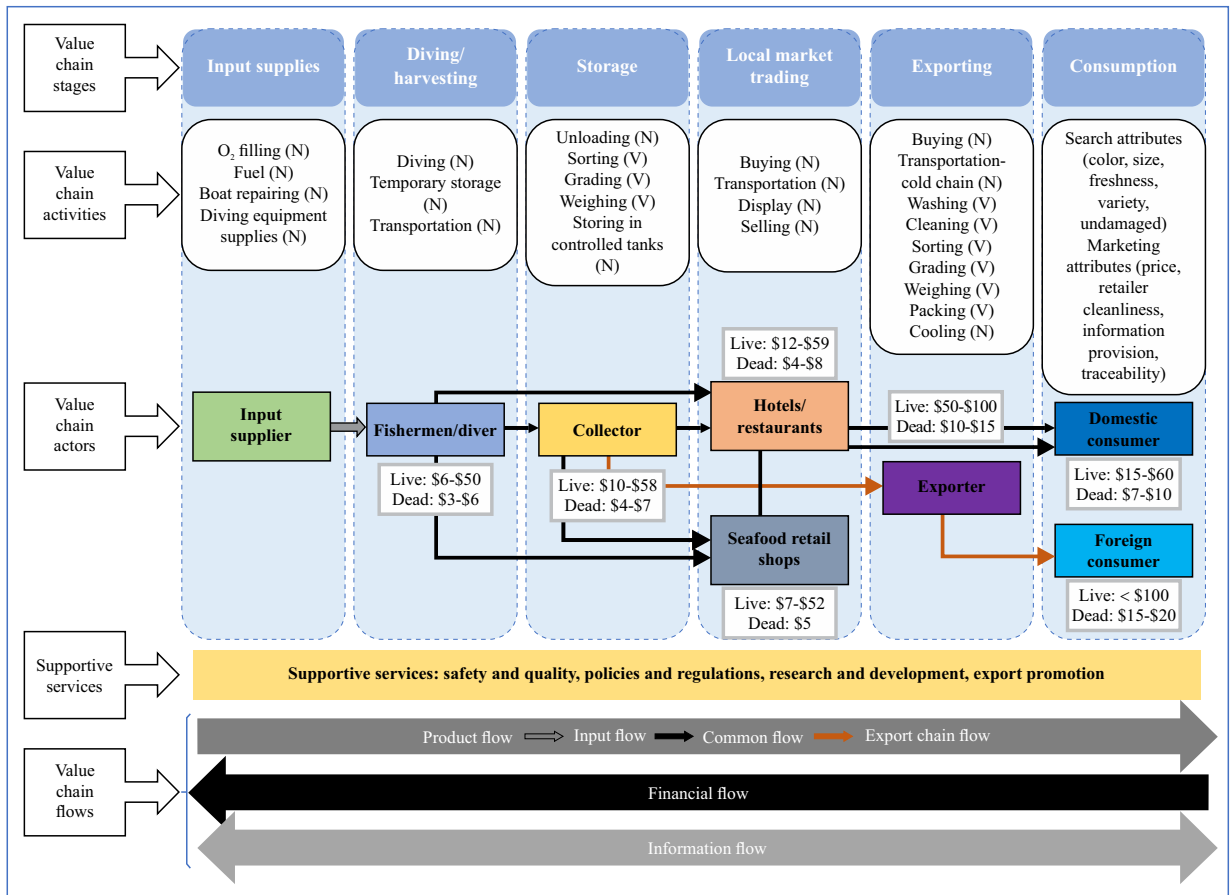 Value
chain
stages
Input supplies
Diving/
harvesting
Storage
Local market
trading
Exporting
Consumption
Value
chain
activities
O₂ filling (N)
Fuel (N)
Boat repairing (N)
Diving equipment
supplies (N)
Diving (N)
Temporary storage
(N)
Transportation (N)
Unloading (N)
Sorting (V)
Grading (V)
Weighing (V)
Storing in
controlled tanks
(N)
Buying (N)
Transportation (N)
Display (N)
Selling (N)
Buying (N)
Transportation-
cold chain (N)
Washing (V)
Cleaning (V)
Sorting (V)
Grading (V)
Weighing (V)
Packing (V)
Cooling (N)
Search attributes
(color, size,
freshness,
variety,
undamaged)
Marketing
attributes (price,
retailer
cleanliness,
information
provision,
traceability)
Value
chain
actors
Input
supplier
Fishermen/diver
Live: $6-$50
Dead: $3-$6
Collector
Live: $10-$58
Dead: $4-$7
Live: $12-$59
Dead: $4-$8
Hotels/
restaurants
Seafood retail
shops
Live: $7-$52
Dead: $5
Live: $50-$100
Dead: $10-$15
Exporter
Domestic
consumer
Live: $15-$60
Dead: $7-$10
Foreign
consumer
Live: < $100
Dead: $15-$20
Supportive
services
Supportive services: safety and quality, policies and regulations, research and development, export promotion
Value
chain
flows
Product flow Input flow Common flow Export chain flow
Financial flow
Information flow